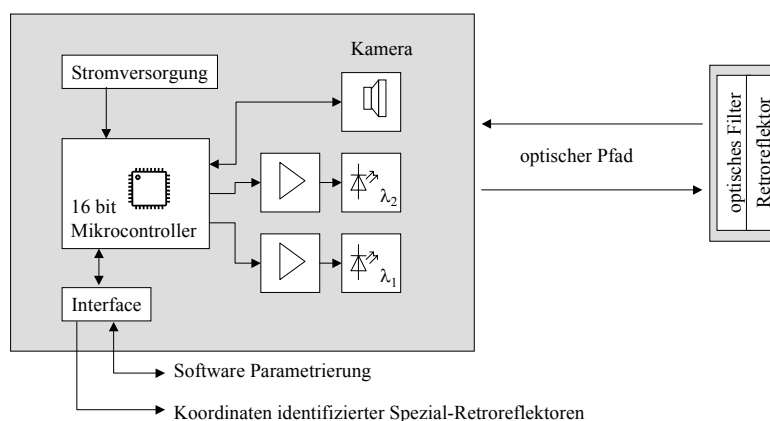 Kamera
Stromversorgung
16 bit
Mikrocontroller
λ2
λ1
Interface
optischer Pfad
optisches Filter
Retroreflektor
Software Parametrierung
Koordinaten identifizierter Spezial-Retroreflektoren